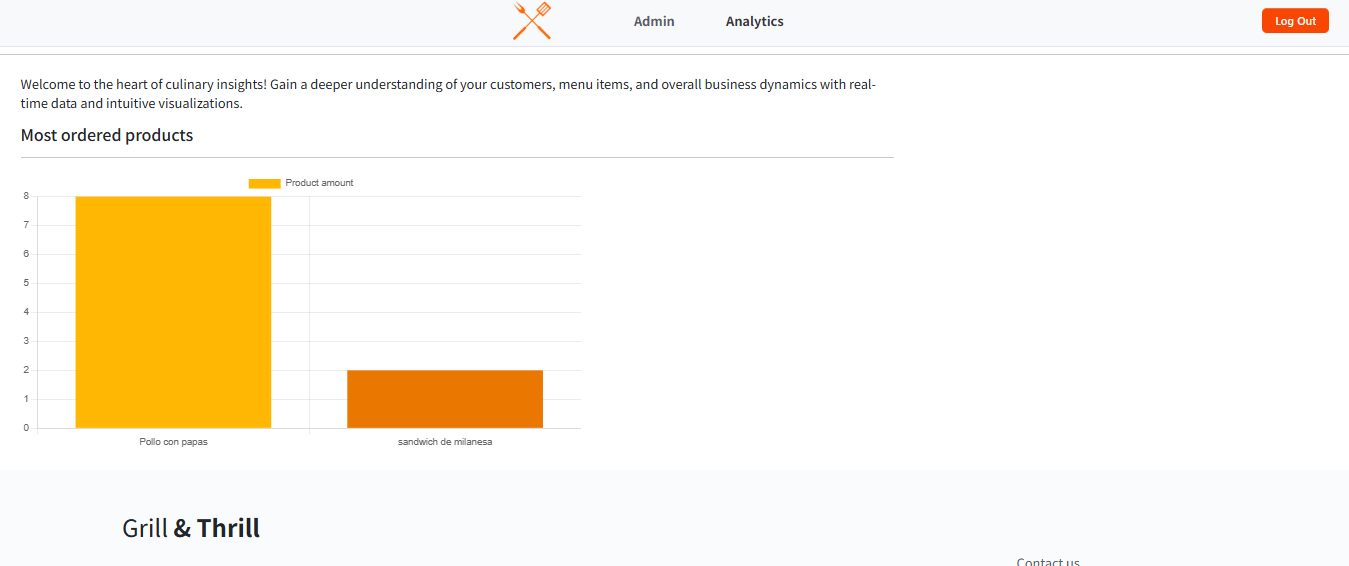 Admin
Analytics
Log Out
Welcome to the heart of culinary insights! Gain a deeper understanding of your customers, menu items, and overall business dynamics with real-
time data and intuitive visualizations.
Most ordered products
Product amount
8
7
6
5
4
3
2
1
0
Pollo con papas
sandwich de milanesa
Grill & Thrill
Contact us